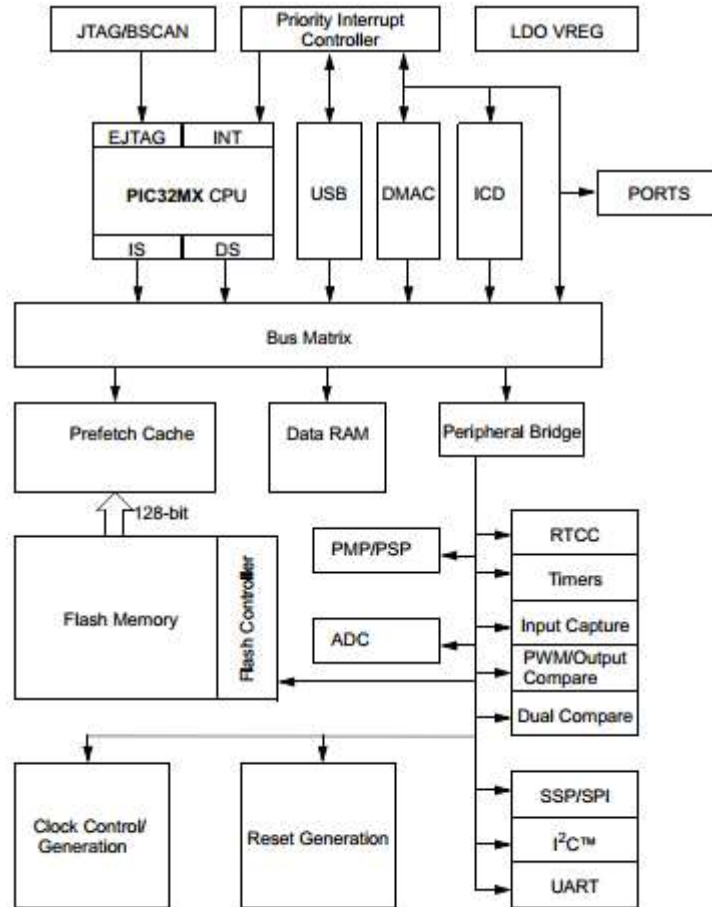 JTAG/BSCAN
Priority Interrupt
Controller
LDO VREG
EJTAG
INT
PIC32MX CPU
IS
DS
USB
DMAC
ICD
PORTS
Bus Matrix
Prefetch Cache
Data RAM
Peripheral Bridge
128-bit
Flash Memory
Flash Controller
PMP/PSP
ADC
RTCC
Timers
Input Capture
PWM/Output
Compare
Dual Compare
Clock Control/
Generation
Reset Generation
SSP/SPI
I²C™
UART